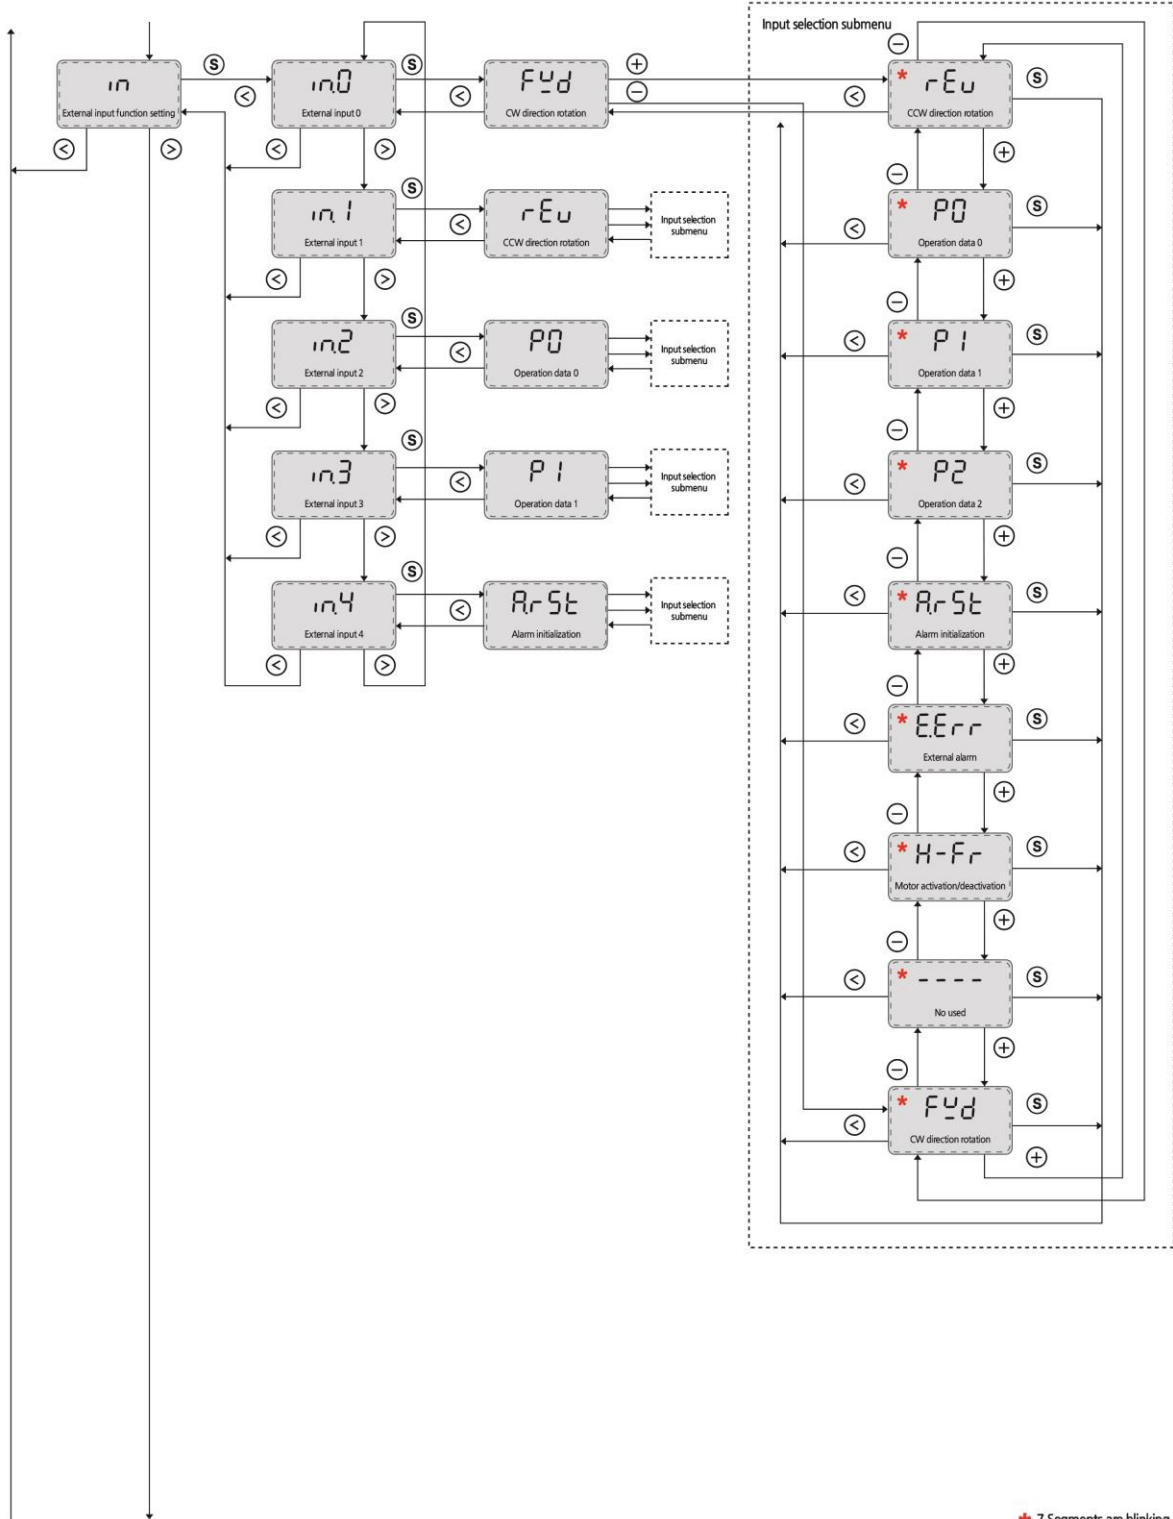 Input selection submenu
in
External input function setting
S
<
<
>
in.0
External input 0
S
<
<
>
Fwd
CW direction rotation
+
−
<
* rEv
CCW direction rotation
−
S
+
in.1
External input 1
S
<
<
>
rEv
CCW direction rotation
Input selection
submenu
−
<
* P0
Operation data 0
S
+
in.2
External input 2
S
<
<
>
P0
Operation data 0
Input selection
submenu
−
<
* P1
Operation data 1
S
+
in.3
External input 3
S
<
<
>
P1
Operation data 1
Input selection
submenu
−
<
* P2
Operation data 2
S
+
in.4
External input 4
S
<
<
>
A.rSt
Alarm initialization
Input selection
submenu
−
<
* A.rSt
Alarm initialization
S
+
−
<
* E.Err
External alarm
S
+
−
<
* H-Fr
Motor activation/deactivation
S
+
−
<
* ----
No used
S
+
−
<
* Fwd
CW direction rotation
S
+
* 7 Segments are blinking